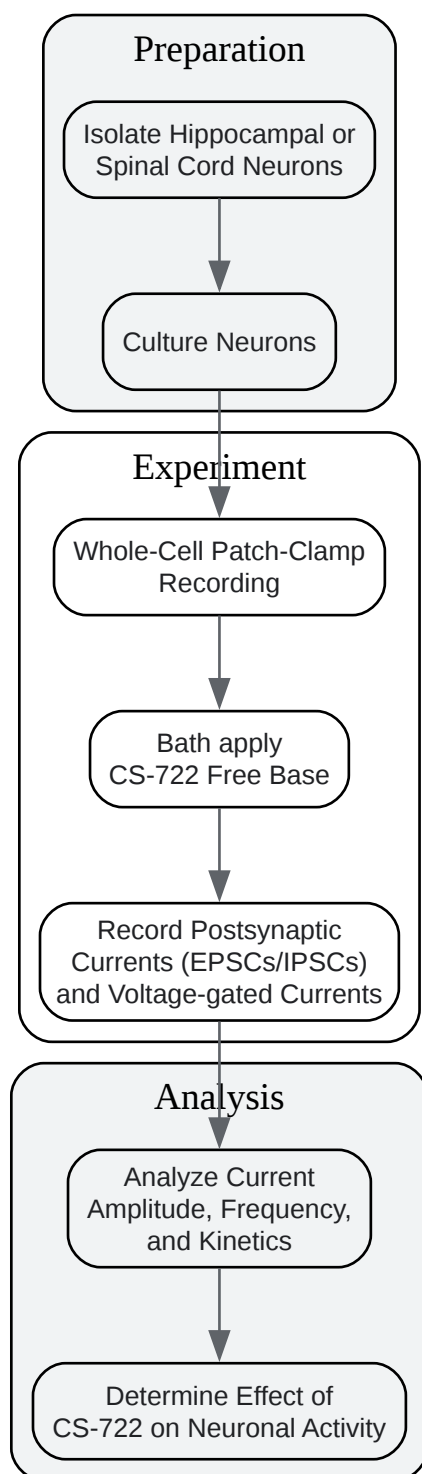 Preparation
Isolate Hippocampal or
Spinal Cord Neurons
Culture Neurons
Experiment
Whole-Cell Patch-Clamp
Recording
Bath apply
CS-722 Free Base
Record Postsynaptic
Currents (EPSCs/IPSCs)
and Voltage-gated Currents
Analysis
Analyze Current
Amplitude, Frequency,
and Kinetics
Determine Effect of
CS-722 on Neuronal Activity